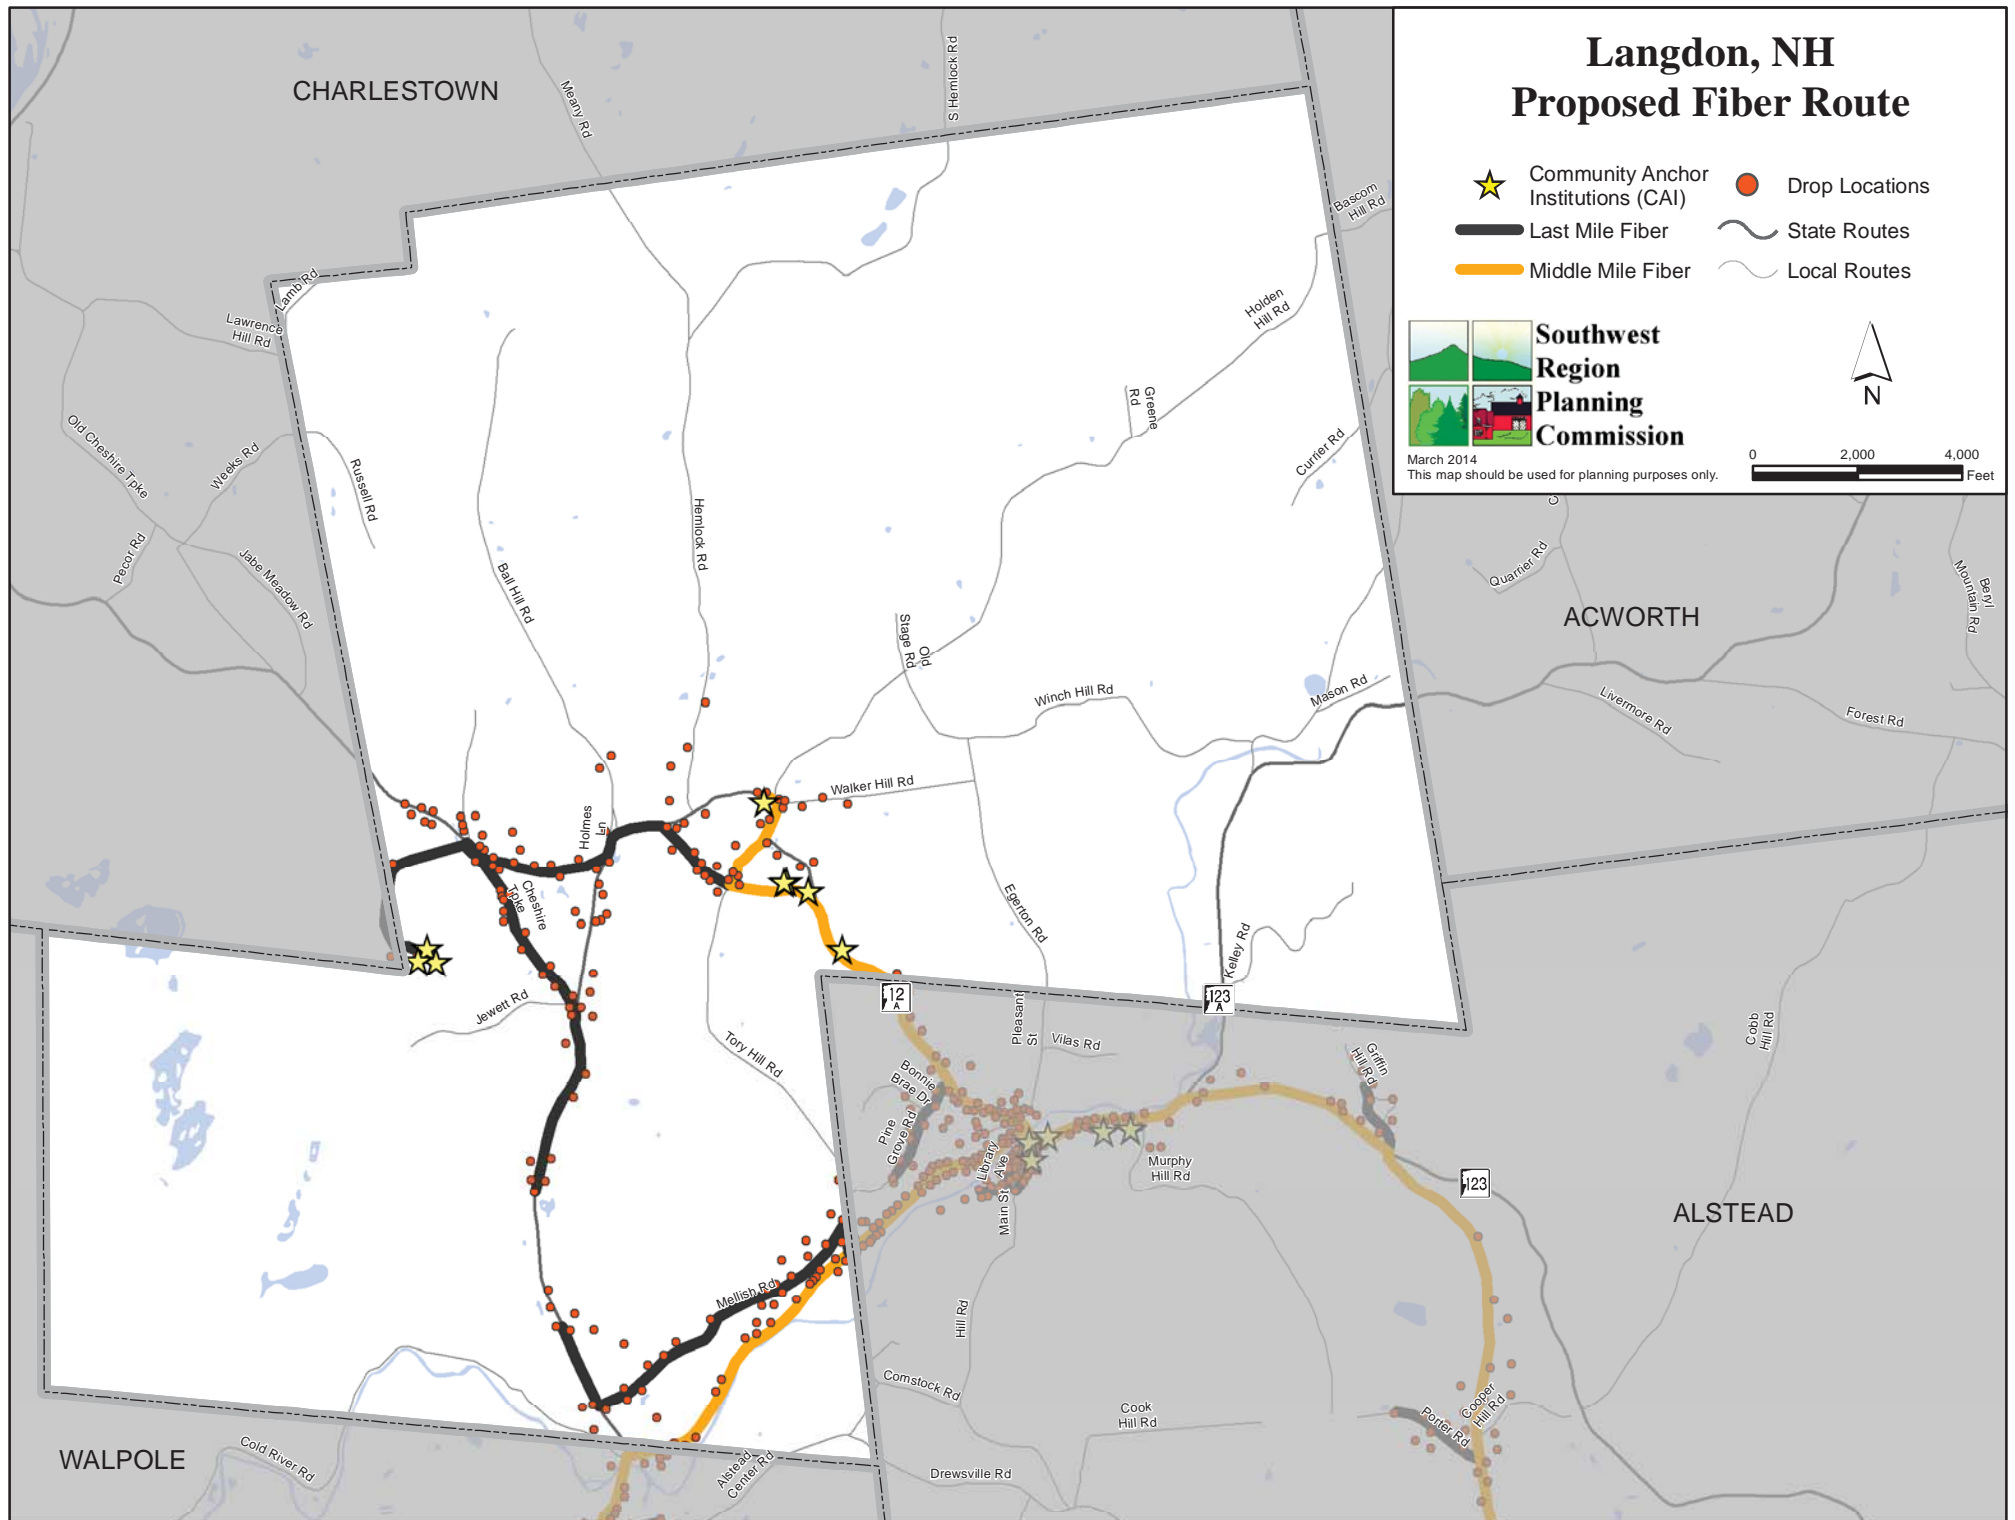 Langdon, NH
Proposed Fiber Route
Community Anchor
Institutions (CAI)
Drop Locations
Last Mile Fiber
State Routes
Middle Mile Fiber
Local Routes
Southwest
Region
Planning
Commission
N
March 2014
This map should be used for planning purposes only.
0 2,000 4,000
Feet
CHARLESTOWN
Meany Rd
S Hemlock Rd
Bascom
Hill Rd
Lamb Rd
Lawrence
Hill Rd
Holden
Hill Rd
Greene
Rd
Currier Rd
Old Cheshire Tpke
Weeks Rd
Russell Rd
Hemlock Rd
Pecor Rd
Jabe Meadow Rd
Ball Hill Rd
Quarrier Rd
Beryl
Mountain Rd
ACWORTH
Old
Stage Rd
Winch Hill Rd
Mason Rd
Livermore Rd
Forest Rd
Walker Hill Rd
Holmes
Ln
Cheshire
Tpke
Egerton Rd
Kelley Rd
12
A
123
A
Jewett Rd
Tory Hill Rd
Pleasant
St
Vilas Rd
Griffin
Hill Rd
Cobb
Hill Rd
Bonnie
Brae Dr
Pine
Grove Rd
Library
Ave
Main St
Murphy
Hill Rd
123
ALSTEAD
Mellish Rd
Hill Rd
Comstock Rd
Cook
Hill Rd
Cooper
Hill Rd
Porter Rd
WALPOLE
Cold River Rd
Alstead
Center Rd
Drewsville Rd